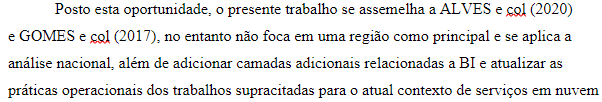 Posto esta oportunidade, o presente trabalho se assemelha a ALVES e col (2020)
e GOMES e col (2017), no entanto não foca em uma região como principal e se aplica a
análise nacional, além de adicionar camadas adicionais relacionadas a BI e atualizar as
práticas operacionais dos trabalhos supracitadas para o atual contexto de serviços em nuvem